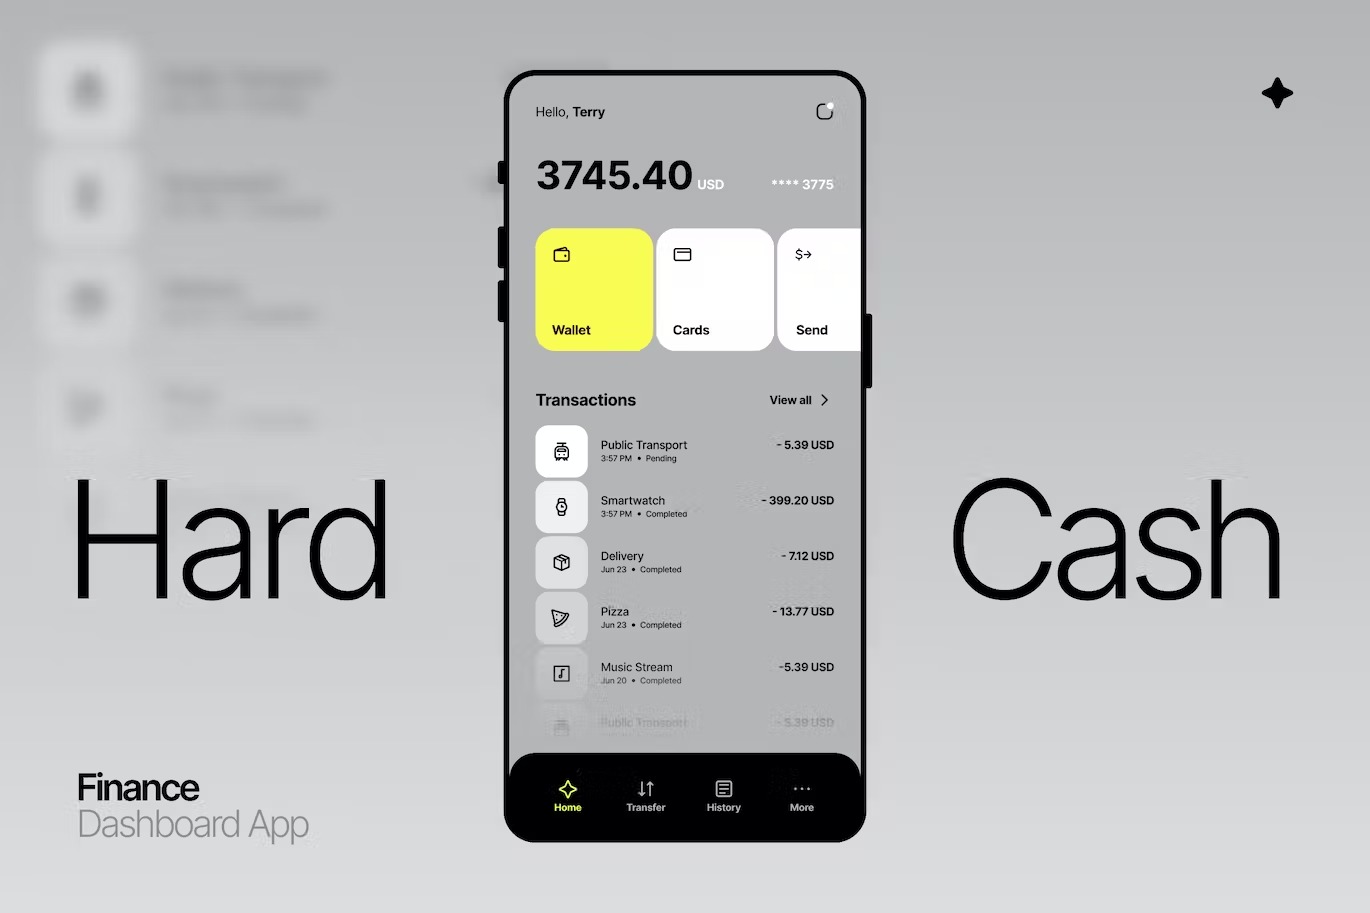 Hello, Terry
3745.40 USD
**** 3775
Wallet
Cards
$
Send
Transactions
View all
Public Transport
- 5.39 USD
3:57 PM • Pending
Smartwatch
- 399.20 USD
3:57 PM • Completed
Delivery
- 7.12 USD
Jun 23 • Completed
Pizza
- 13.77 USD
Jun 23 • Completed
Music Stream
-5.39 USD
Jun 20 • Completed
Public Transport
- 5.39 USD
Home
Transfer
History
More
Hard
Cash
Finance
Dashboard App